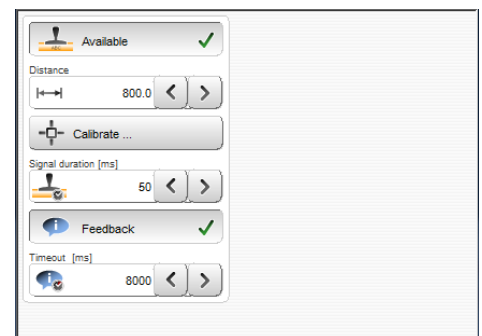 Available
Distance
800.0
Calibrate ...
Signal duration [ms]
50
Feedback
Timeout [ms]
8000